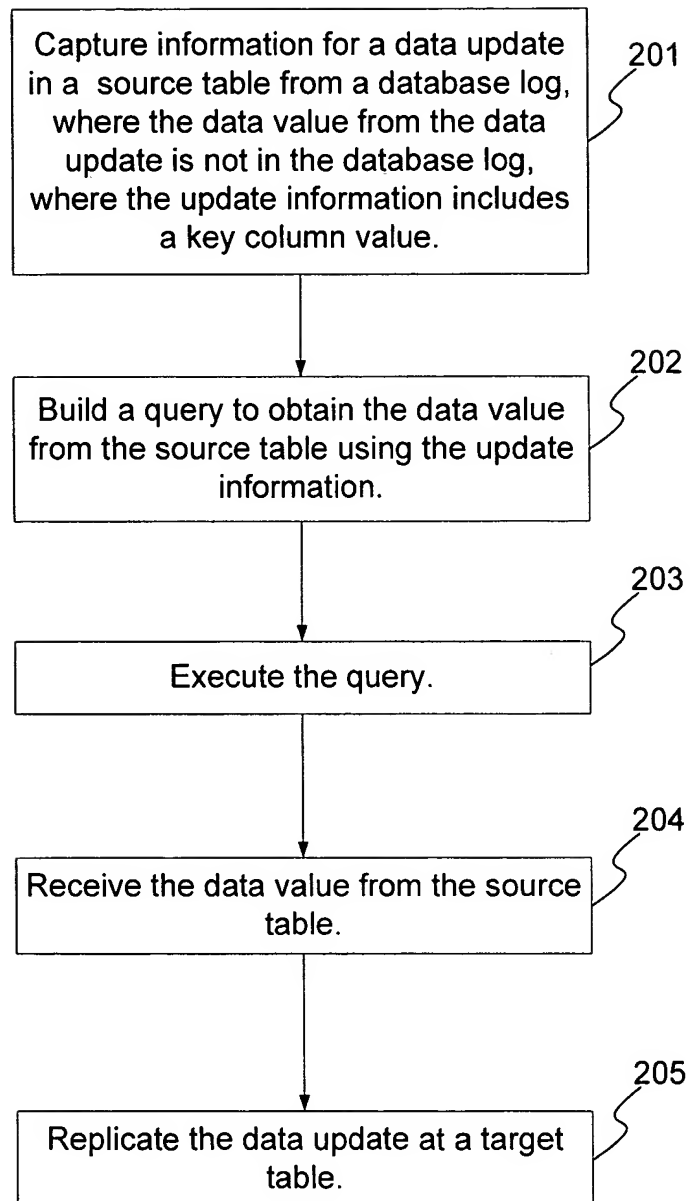 Capture information for a data update
in a source table from a database log,
where the data value from the data
update is not in the database log,
where the update information includes
a key column value.
201
Build a query to obtain the data value
from the source table using the update
information.
202
Execute the query.
203
Receive the data value from the source
table.
204
Replicate the data update at a target
table.
205